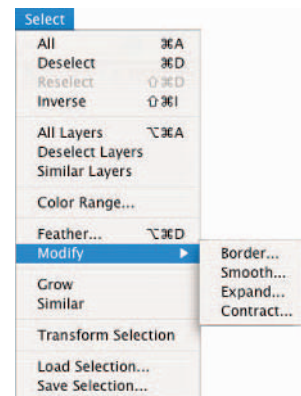 Select
All ⌘A
Deselect ⌘D
Reselect ⇧⌘D
Inverse ⇧⌘I
All Layers ⌥⌘A
Deselect Layers
Similar Layers
Color Range...
Feather... ⌥⌘D
Modify ▶
Border...
Smooth...
Expand...
Contract...
Grow
Similar
Transform Selection
Load Selection...
Save Selection...